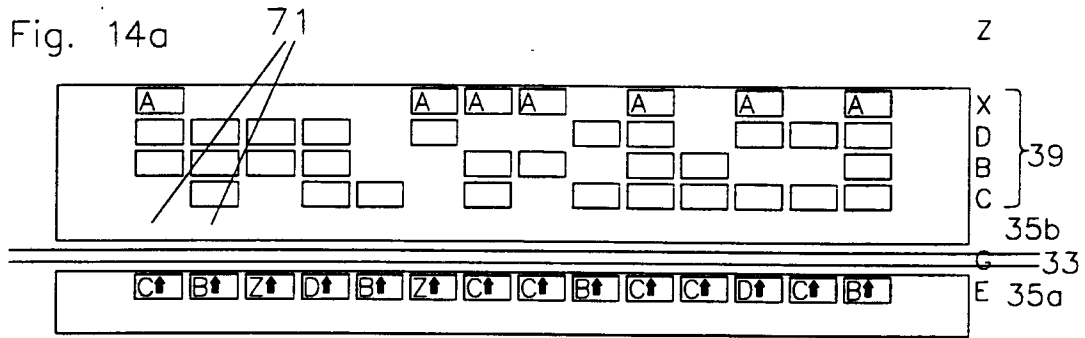 Fig. 14a 71 Z
A A A A A A A X
D
B 39
C
35b
G 33
C B Z D B Z C C B C C D C B E 35a